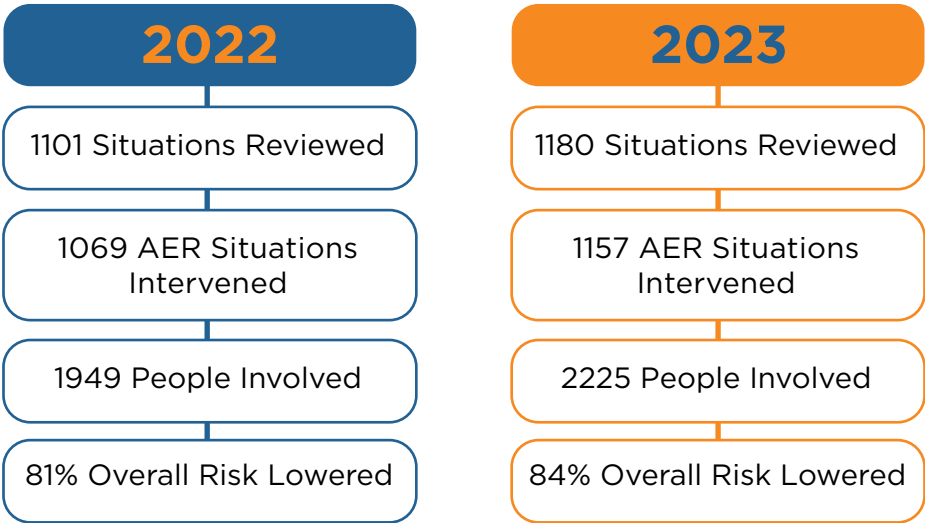 2022
1101 Situations Reviewed
1069 AER Situations
Intervened
1949 People Involved
81% Overall Risk Lowered
2023
1180 Situations Reviewed
1157 AER Situations
Intervened
2225 People Involved
84% Overall Risk Lowered